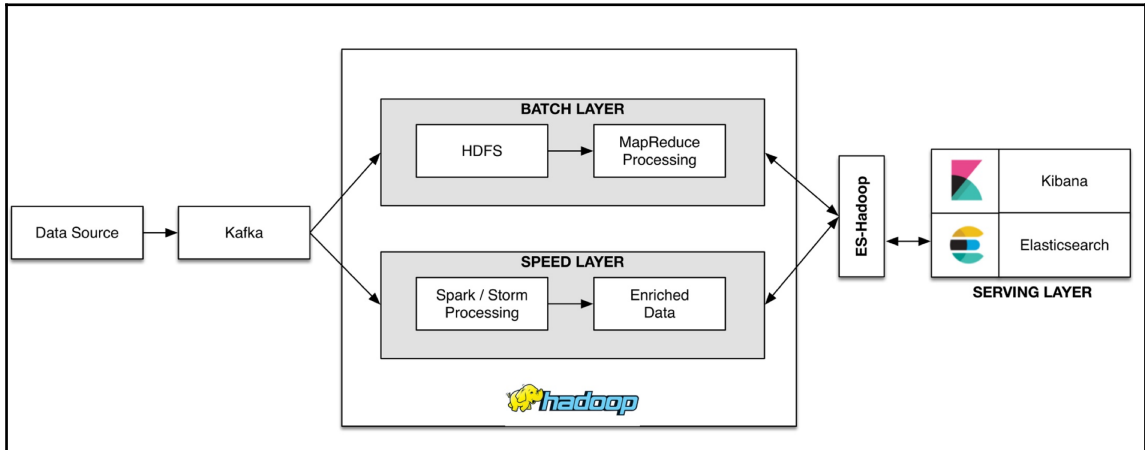 BATCH LAYER
HDFS
MapReduce
Processing
Data Source
Kafka
SPEED LAYER
Spark / Storm
Processing
Enriched
Data
hadoop
ES-Hadoop
Kibana
Elasticsearch
SERVING LAYER